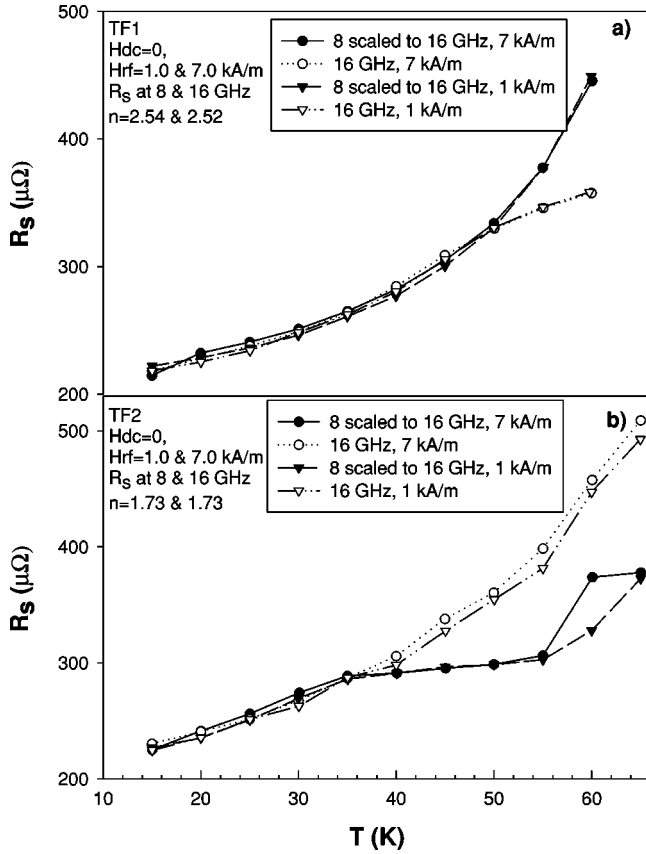 TF1
Hdc=0,
Hrf=1.0 & 7.0 kA/m
RS at 8 & 16 GHz
n=2.54 & 2.52
8 scaled to 16 GHz, 7 kA/m
16 GHz, 7 kA/m
8 scaled to 16 GHz, 1 kA/m
16 GHz, 1 kA/m
a)
500
400
300
200
RS (μΩ)
TF2
Hdc=0,
Hrf=1.0 & 7.0 kA/m
RS at 8 & 16 GHz
n=1.73 & 1.73
8 scaled to 16 GHz, 7 kA/m
16 GHz, 7 kA/m
8 scaled to 16 GHz, 1 kA/m
16 GHz, 1 kA/m
b)
500
400
300
200
RS (μΩ)
10 20 30 40 50 60
T (K)